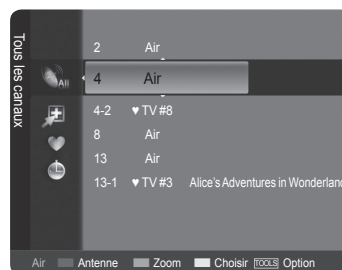 Tous les canaux
All
2 Air
4 Air
4-2 ♥ TV #8
8 Air
13 Air
13-1 ♥ TV #3 Alice's Adventures in Wonderland
Air Antenne Zoom Choisir TOOLS Option